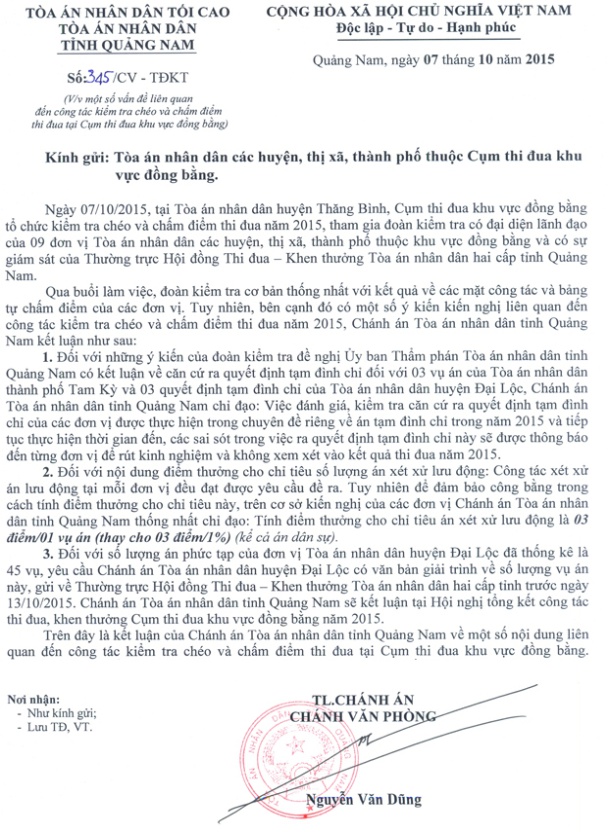 TÒA ÁN NHÂN DÂN TỐI CAO
TÒA ÁN NHÂN DÂN
TỈNH QUẢNG NAM
Số:345/CV - TĐKT
(V/v một số vấn đề liên quan
đến công tác kiểm tra chéo và chấm điểm
thi đua tại Cụm thi đua khu vực đồng bằng)
CỘNG HÒA XÃ HỘI CHỦ NGHĨA VIỆT NAM
Độc lập - Tự do - Hạnh phúc
Quảng Nam, ngày 07 tháng 10 năm 2015
Kính gửi: Tòa án nhân dân các huyện, thị xã, thành phố thuộc Cụm thi đua khu
vực đồng bằng.
Ngày 07/10/2015, tại Tòa án nhân dân huyện Thăng Bình, Cụm thi đua khu vực đồng bằng
tổ chức kiểm tra chéo và chấm điểm thi đua năm 2015, tham gia đoàn kiểm tra có đại diện lãnh đạo
của 09 đơn vị Tòa án nhân dân các huyện, thị xã, thành phố thuộc khu vực đồng bằng và có sự
giám sát của Thường trực Hội đồng Thi đua – Khen thưởng Tòa án nhân dân hai cấp tỉnh Quảng
Nam.
Qua buổi làm việc, đoàn kiểm tra cơ bản thống nhất với kết quả về các mặt công tác và bảng
tự chấm điểm của các đơn vị. Tuy nhiên, bên cạnh đó có một số ý kiến kiến nghị liên quan đến
công tác kiểm tra chéo và chấm điểm thi đua năm 2015, Chánh án Tòa án nhân dân tỉnh Quảng
Nam kết luận như sau:
1. Đối với những ý kiến của đoàn kiểm tra đề nghị Ủy ban Thẩm phán Tòa án nhân dân tỉnh
Quảng Nam có kết luận về căn cứ ra quyết định tạm đình chỉ đối với 03 vụ án của Tòa án nhân dân
thành phố Tam Kỳ và 03 quyết định tạm đình chỉ của Tòa án nhân dân huyện Đại Lộc, Chánh án
Tòa án nhân dân tỉnh Quảng Nam chỉ đạo: Việc đánh giá, kiểm tra căn cứ ra quyết định tạm đình
chỉ của các đơn vị được thực hiện trong chuyên đề riêng về án tạm đình chỉ trong năm 2015 và tiếp
tục thực hiện thời gian đến, các sai sót trong việc ra quyết định tạm đình chỉ này sẽ được thông báo
đến từng đơn vị để rút kinh nghiệm và không xem xét vào kết quả thi đua năm 2015.
2. Đối với nội dung điểm thưởng cho chỉ tiêu số lượng án xét xử lưu động: Công tác xét xử
án lưu động tại mỗi đơn vị đều đạt được yêu cầu đề ra. Tuy nhiên để đảm bảo công bằng trong
cách tính điểm thưởng cho chỉ tiêu này, trên cơ sở kiến nghị của các đơn vị Chánh án Tòa án nhân
dân tỉnh Quảng Nam thống nhất chỉ đạo: Tính điểm thưởng cho chỉ tiêu án xét xử lưu động là 03
điểm/01 vụ án (thay cho 03 điểm/1%) (kể cả án dân sự).
3. Đối với số lượng án phức tạp của đơn vị Tòa án nhân dân huyện Đại Lộc đã thống kê là
45 vụ, yêu cầu Chánh án Tòa án nhân dân huyện Đại Lộc có văn bản giải trình về số lượng vụ án
này, gửi về Thường trực Hội đồng Thi đua – Khen thưởng Tòa án nhân dân hai cấp tỉnh trước ngày
13/10/2015. Chánh án Tòa án nhân dân tỉnh Quảng Nam sẽ kết luận tại Hội nghị tổng kết công tác
thi đua, khen thưởng Cụm thi đua khu vực đồng bằng năm 2015.
Trên đây là kết luận của Chánh án Tòa án nhân dân tỉnh Quảng Nam về một số nội dung liên
quan đến công tác kiểm tra chéo và chấm điểm thi đua tại Cụm thi đua khu vực đồng bằng.
Nơi nhận:
- Như kính gửi;
- Lưu TĐ, VT.
TL.CHÁNH ÁN
CHÁNH VĂN PHÒNG
Nguyễn Văn Dũng